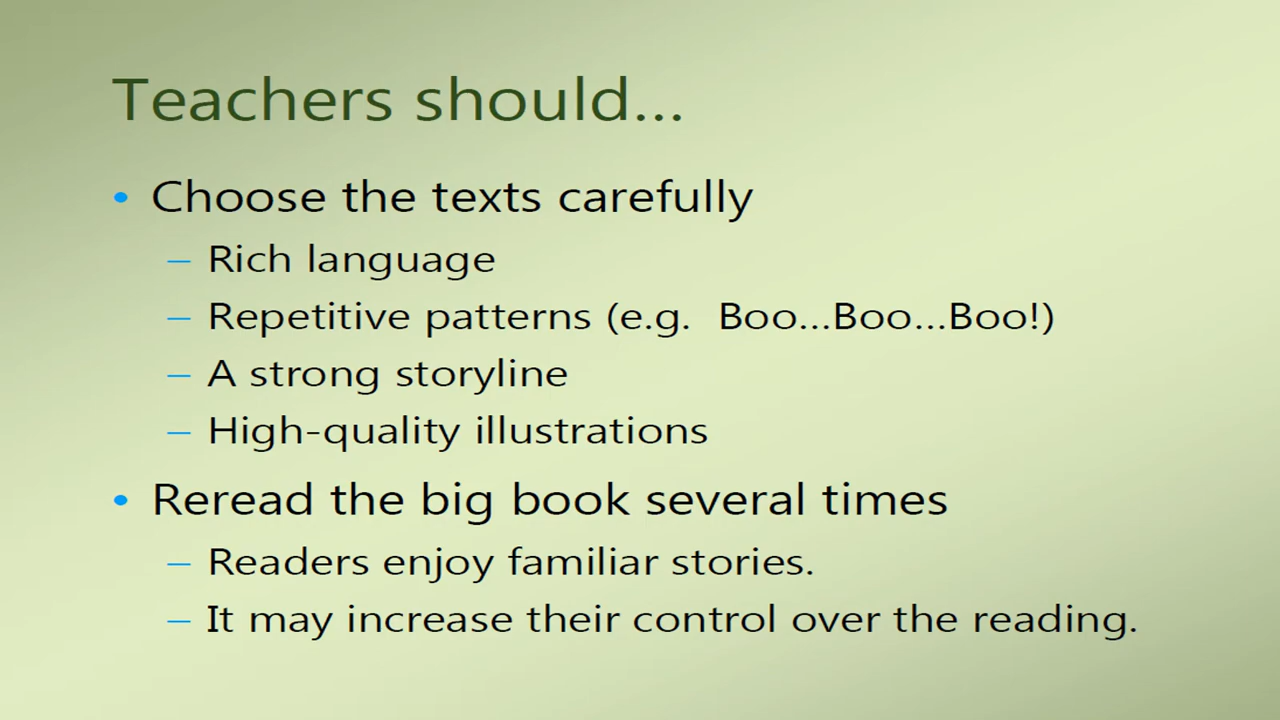 Teachers should...
• Choose the texts carefully
– Rich language
– Repetitive patterns (e.g.  Boo...Boo...Boo!)
– A strong storyline
– High-quality illustrations
• Reread the big book several times
– Readers enjoy familiar stories.
– It may increase their control over the reading.